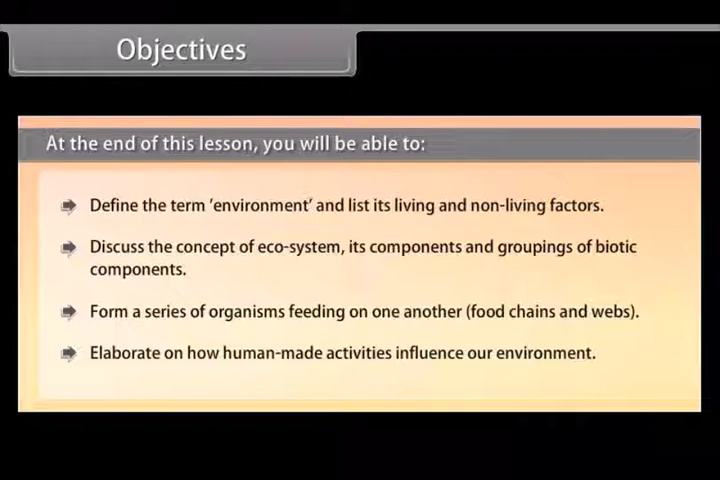 Objectives
At the end of this lesson, you will be able to:
Define the term 'environment' and list its living and non-living factors.
Discuss the concept of eco-system, its components and groupings of biotic
components.
Form a series of organisms feeding on one another (food chains and webs).
Elaborate on how human-made activities influence our environment.